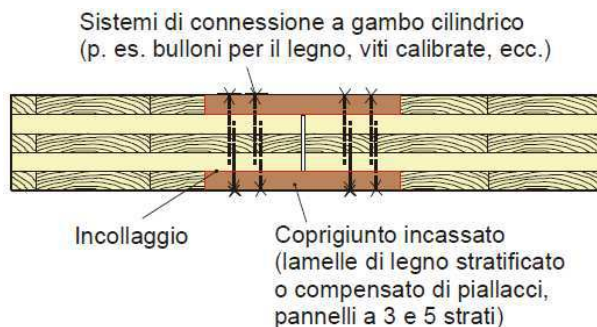 Sistemi di connessione a gambo cilindrico
(p. es. bulloni per il legno, viti calibrate, ecc.)
Incollaggio
Coprigiunto incassato
(lamelle di legno stratificato
o compensato di piallacci,
pannelli a 3 e 5 strati)